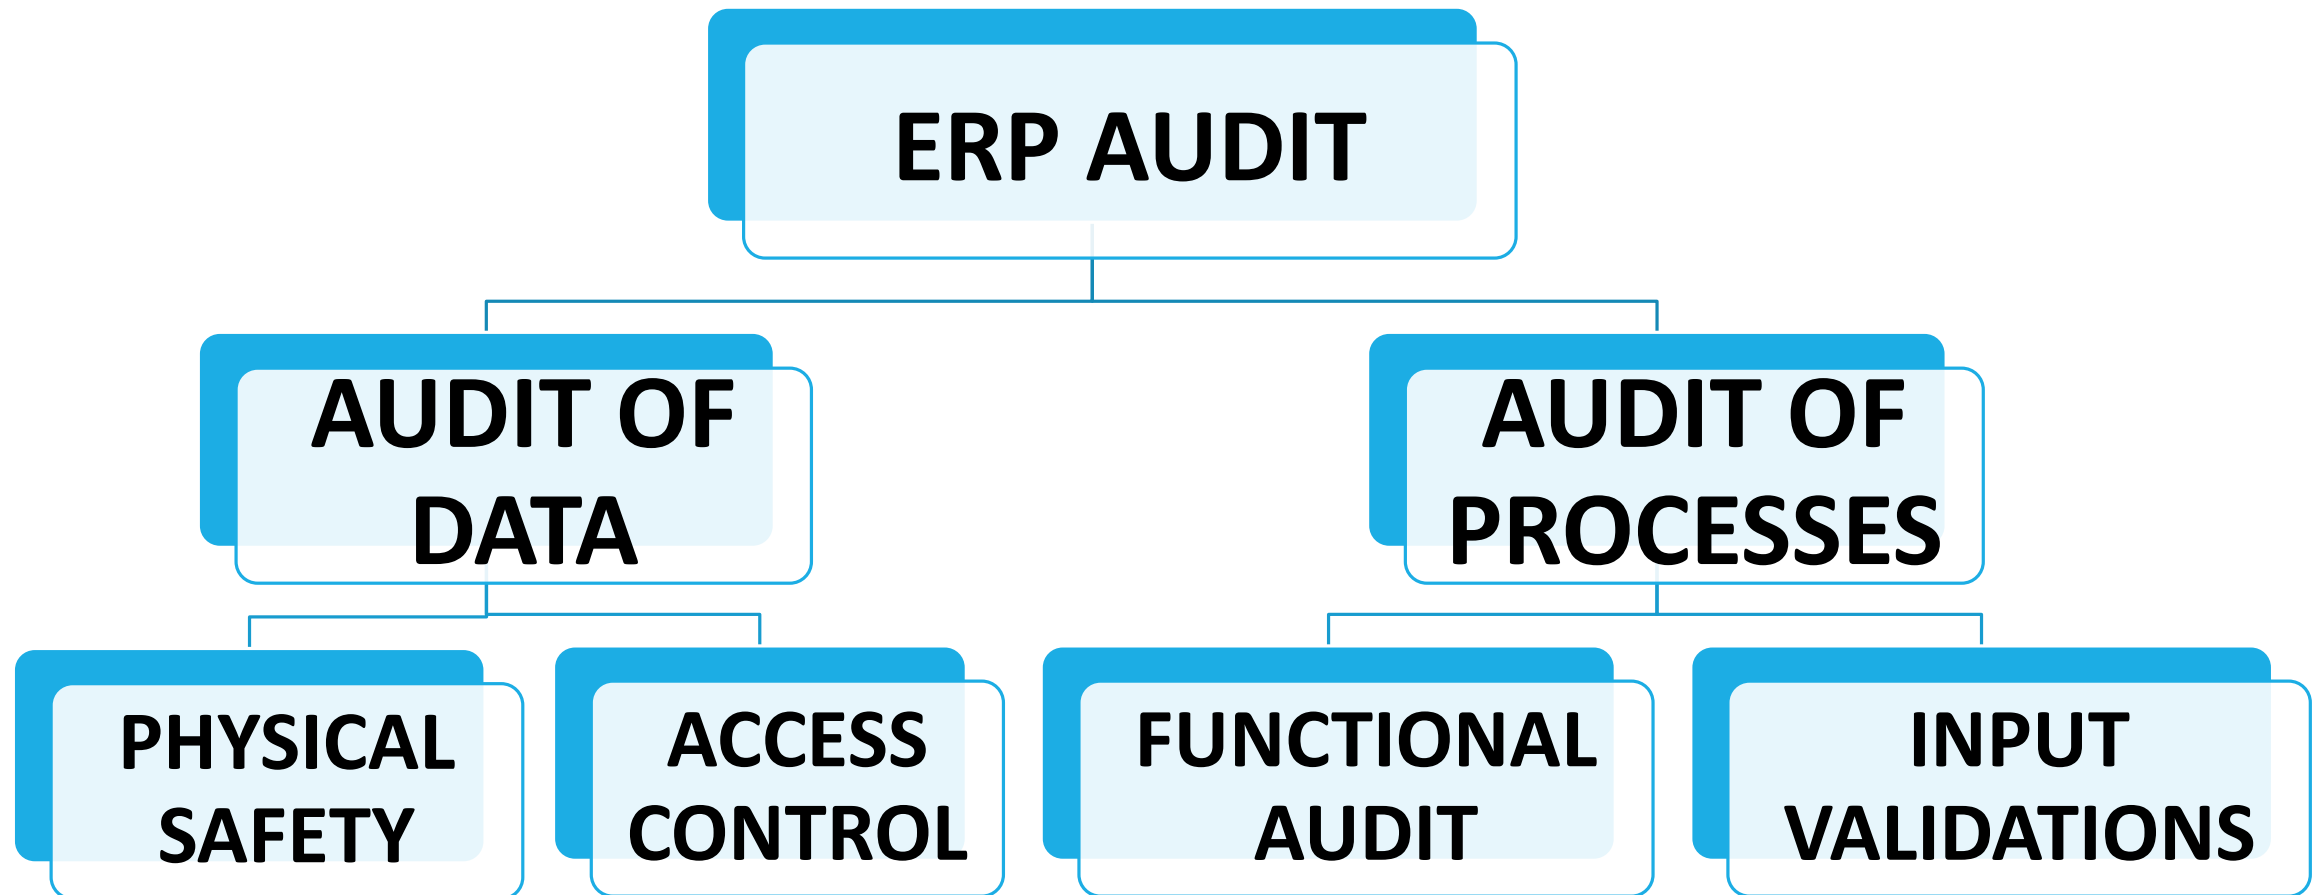 ERP AUDIT
AUDIT OF
DATA
AUDIT OF
PROCESSES
PHYSICAL
SAFETY
ACCESS
CONTROL
FUNCTIONAL
AUDIT
INPUT
VALIDATIONS